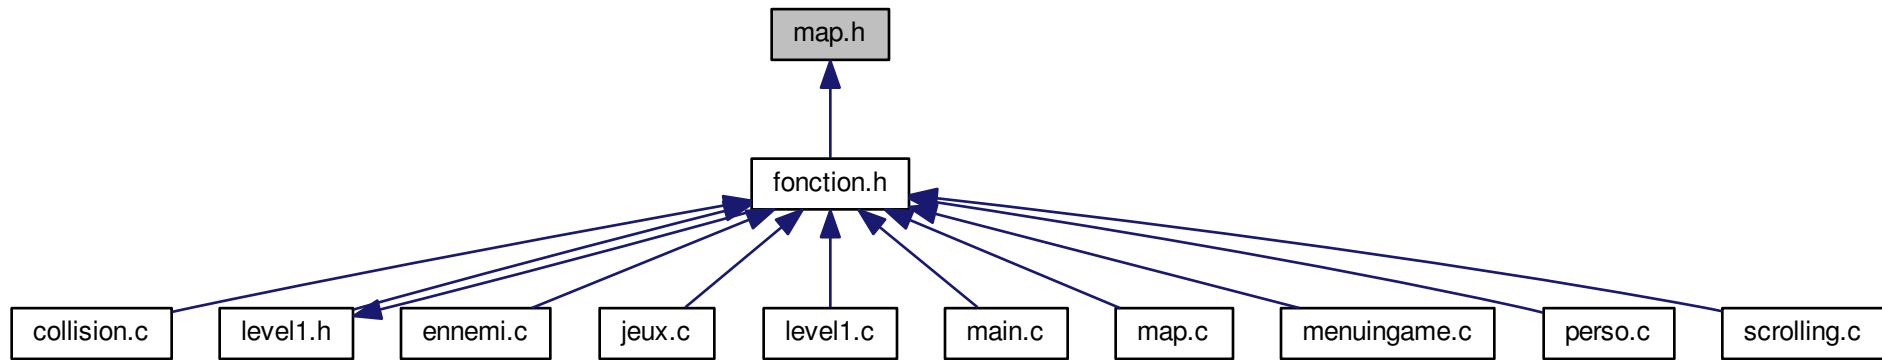 map.h
fonction.h
collision.c
level1.h
ennemi.c
jeux.c
level1.c
main.c
map.c
menuingame.c
perso.c
scrolling.c